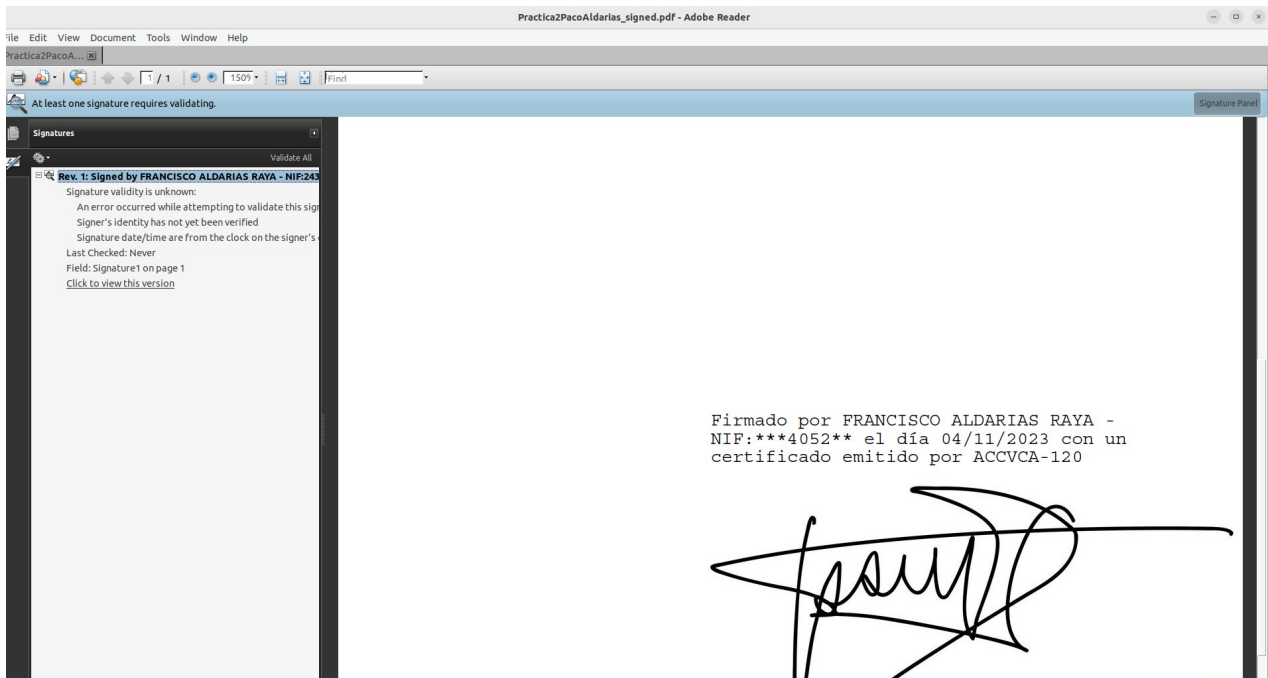 Practica2PacoAldarias_signed.pdf - Adobe Reader
File Edit View Document Tools Window Help
Practica2PacoA...
1 / 1 150% Find
At least one signature requires validating.
Signature Panel
Signatures
Validate All
Rev. 1: Signed by FRANCISCO ALDARIAS RAYA - NIF:243
Signature validity is unknown:
An error occurred while attempting to validate this sign
Signer's identity has not yet been verified
Signature date/time are from the clock on the signer's
Last Checked: Never
Field: Signature1 on page 1
Click to view this version
Firmado por FRANCISCO ALDARIAS RAYA -
NIF:***4052** el día 04/11/2023 con un
certificado emitido por ACCVCA-120